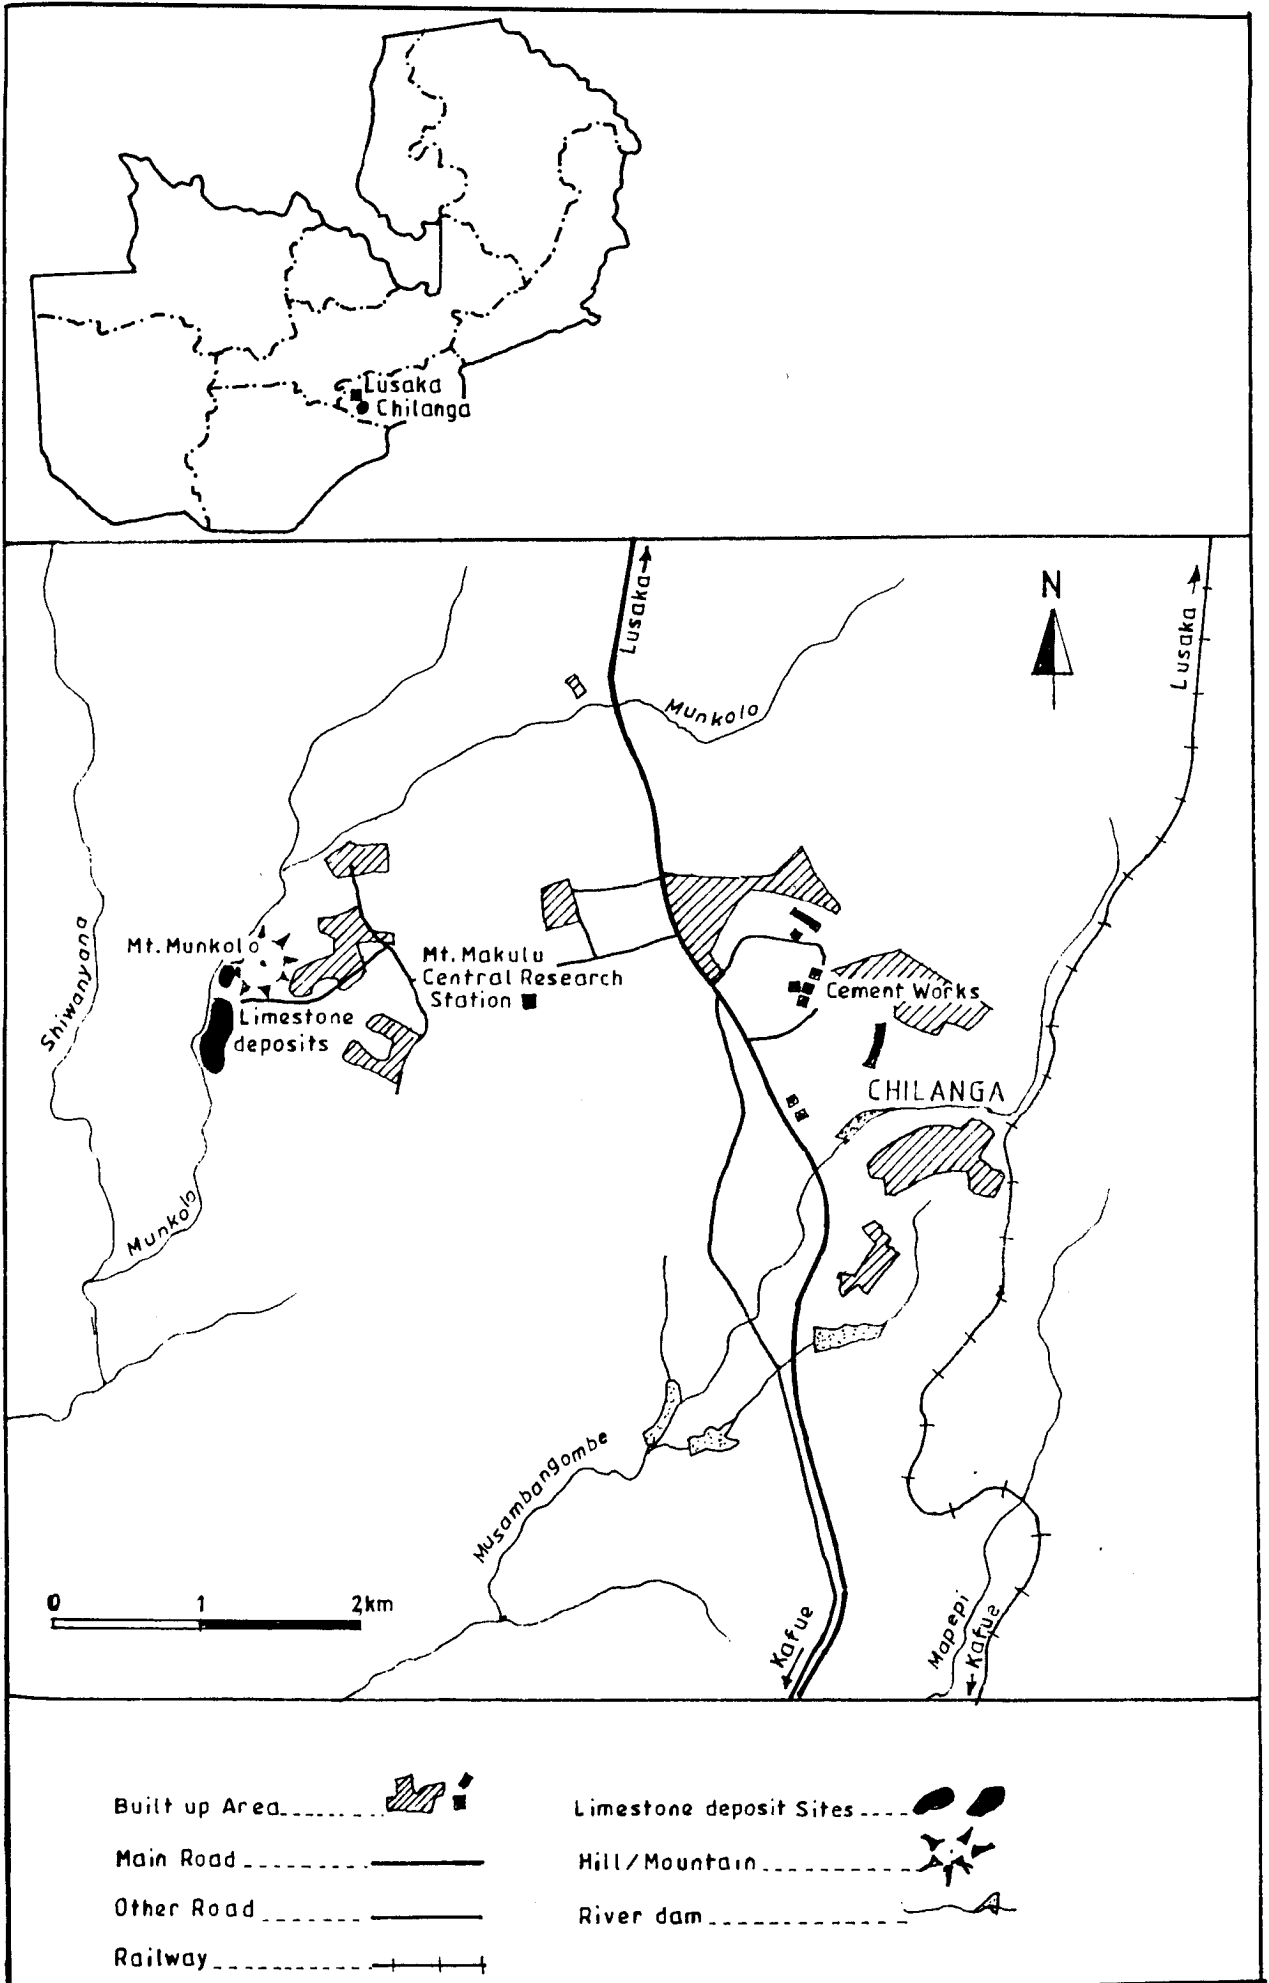 Lusaka
Chilanga
Lusaka
N
Lusaka
Munkolo
Shiwanyana
Mt. Munkolo
Mt. Makulu
Central Research
Station
Limestone
deposits
Cement Works
CHILANGA
Munkolo
Musambangombe
0 1 2km
Kafue
Mapepi
Kafue
Built up Area
Limestone deposit Sites
Main Road
Hill/Mountain
Other Road
River dam
Railway